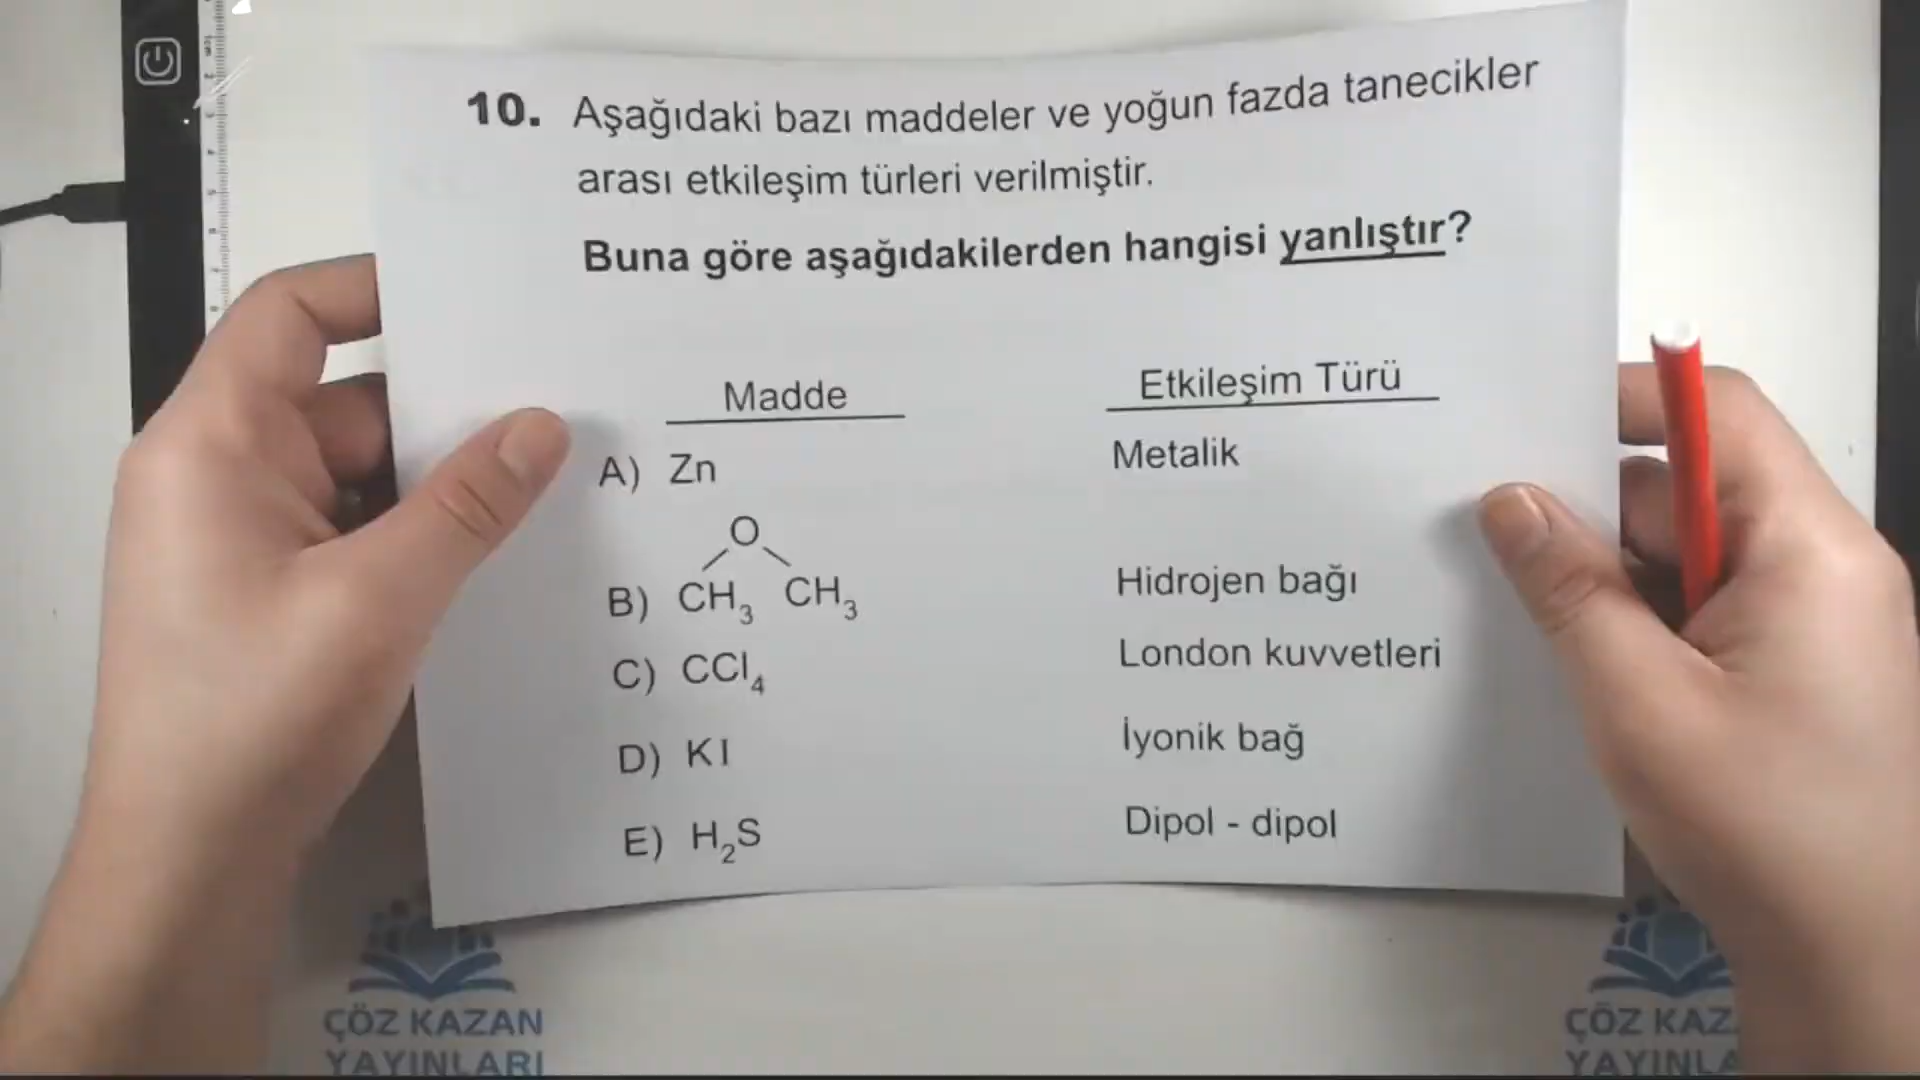 10. Aşağıdaki bazı maddeler ve yoğun fazda tanecikler
arası etkileşim türleri verilmiştir.
Buna göre aşağıdakilerden hangisi yanlıştır?
Madde Etkileşim Türü
A) Zn Metalik
O
B) CH₃ CH₃ Hidrojen bağı
C) CCl₄ London kuvvetleri
D) KI İyonik bağ
E) H₂S Dipol - dipol
ÇÖZ KAZAN
YAYINLARI
ÇÖZ KAZ
YAYINLA